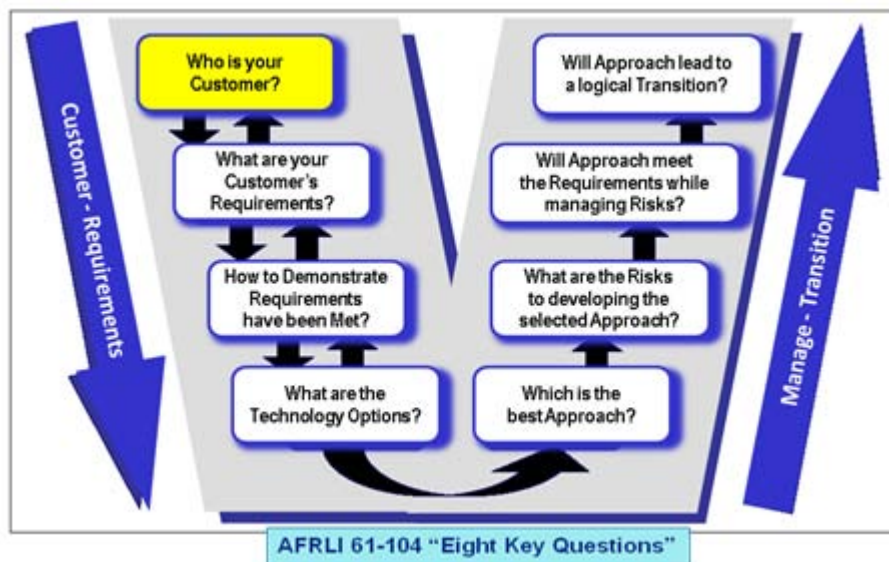 Who is your
Customer?
What are your
Customer's
Requirements?
How to Demonstrate
Requirements
have been Met?
What are the
Technology Options?
Which is the
best Approach?
What are the Risks
to developing the
selected Approach?
Will Approach meet
the Requirements while
managing Risks?
Will Approach lead to
a logical Transition?
Customer - Requirements
Manage - Transition
AFRLI 61-104 “Eight Key Questions”